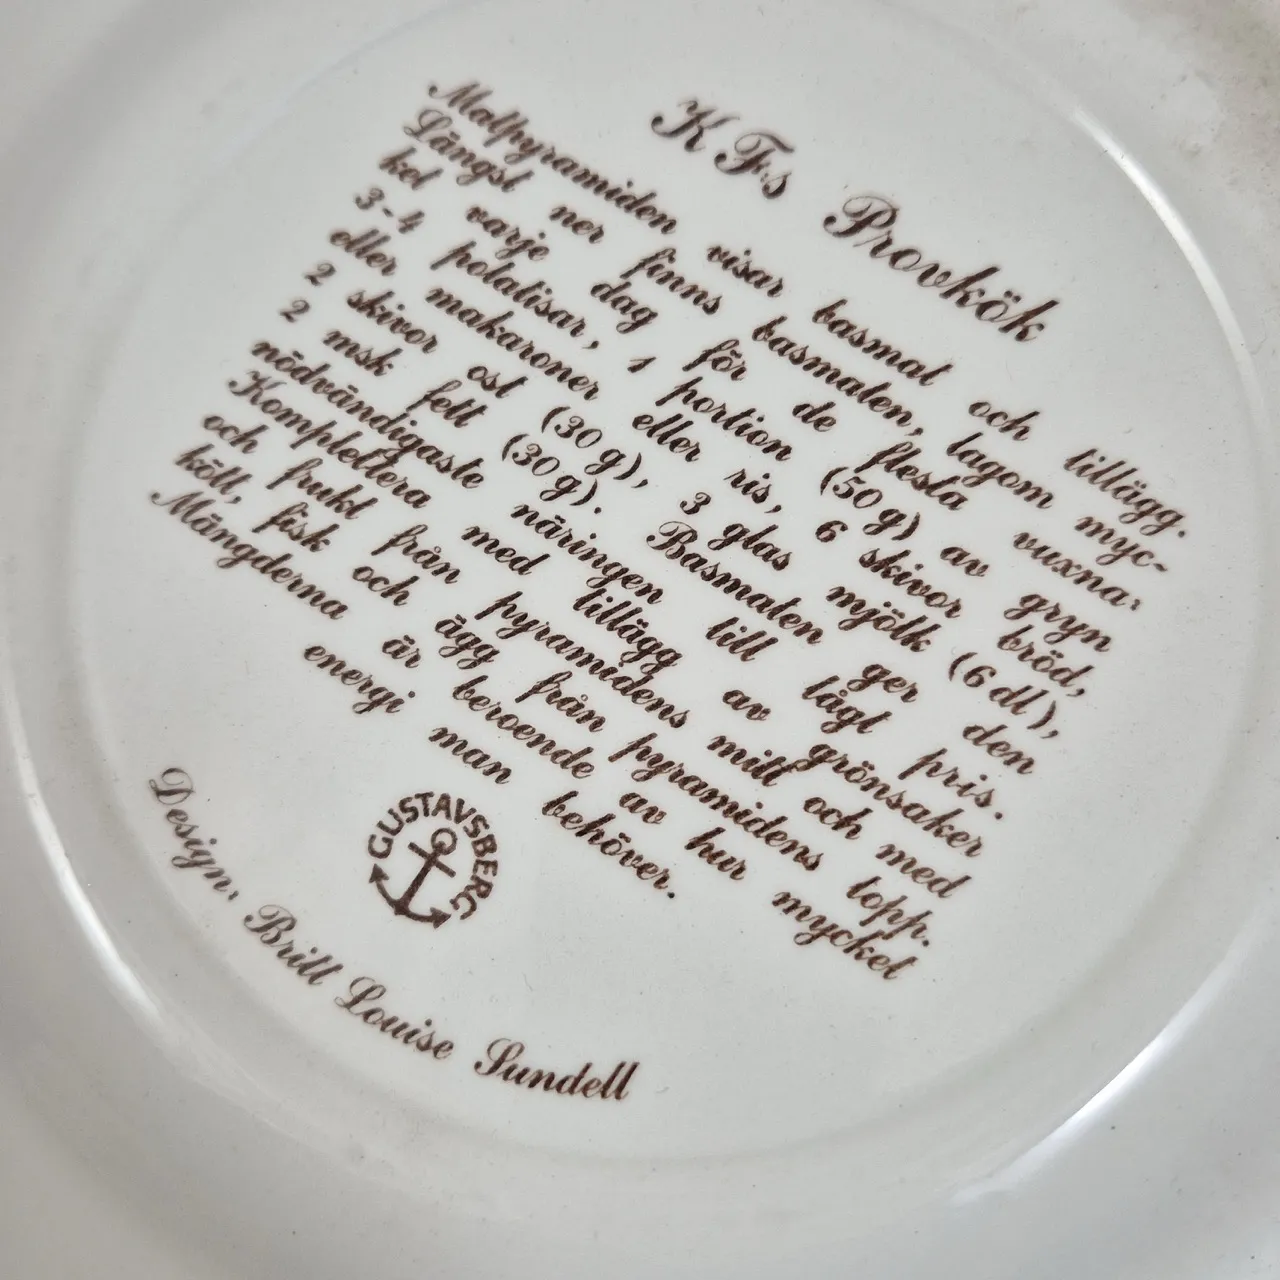 KFs Provkök
Matpyramiden visar basmat och tillägg.
Längst ner finns basmaten, lagom myc-
ket varje dag för de flesta vuxna:
3-4 potatisar, 1 portion (50 g) av gryn
eller makaroner eller ris, 6 skivor bröd,
2 skivor ost (30 g), 3 glas mjölk (6 dl),
2 msk fett (30 g). Basmaten ger den
nödvändigaste näringen till lågt pris.
Komplettera med tillägg av grönsaker
och frukt från pyramidens mitt och med
kött, fisk och ägg från pyramidens topp.
Mängderna är beroende av hur mycket
energi man behöver.
GUSTAVSBERG
Design: Britt Louise Sundell